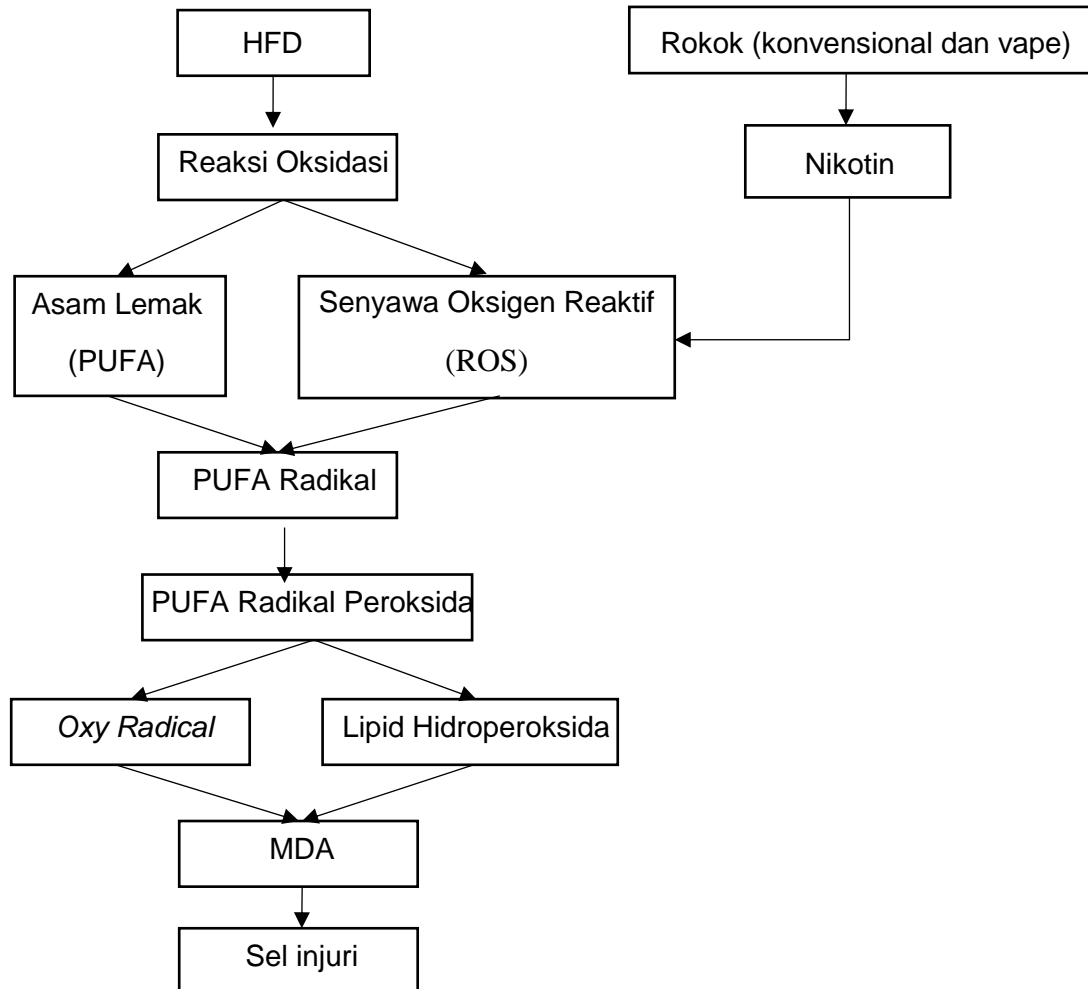 HFD
Rokok (konvensional dan vape)
Reaksi Oksidasi
Nikotin
Asam Lemak
(PUFA)
Senyawa Oksigen Reaktif
(ROS)
PUFA Radikal
PUFA Radikal Peroksida
Oxy Radical
Lipid Hidroperoksida
MDA
Sel injuri